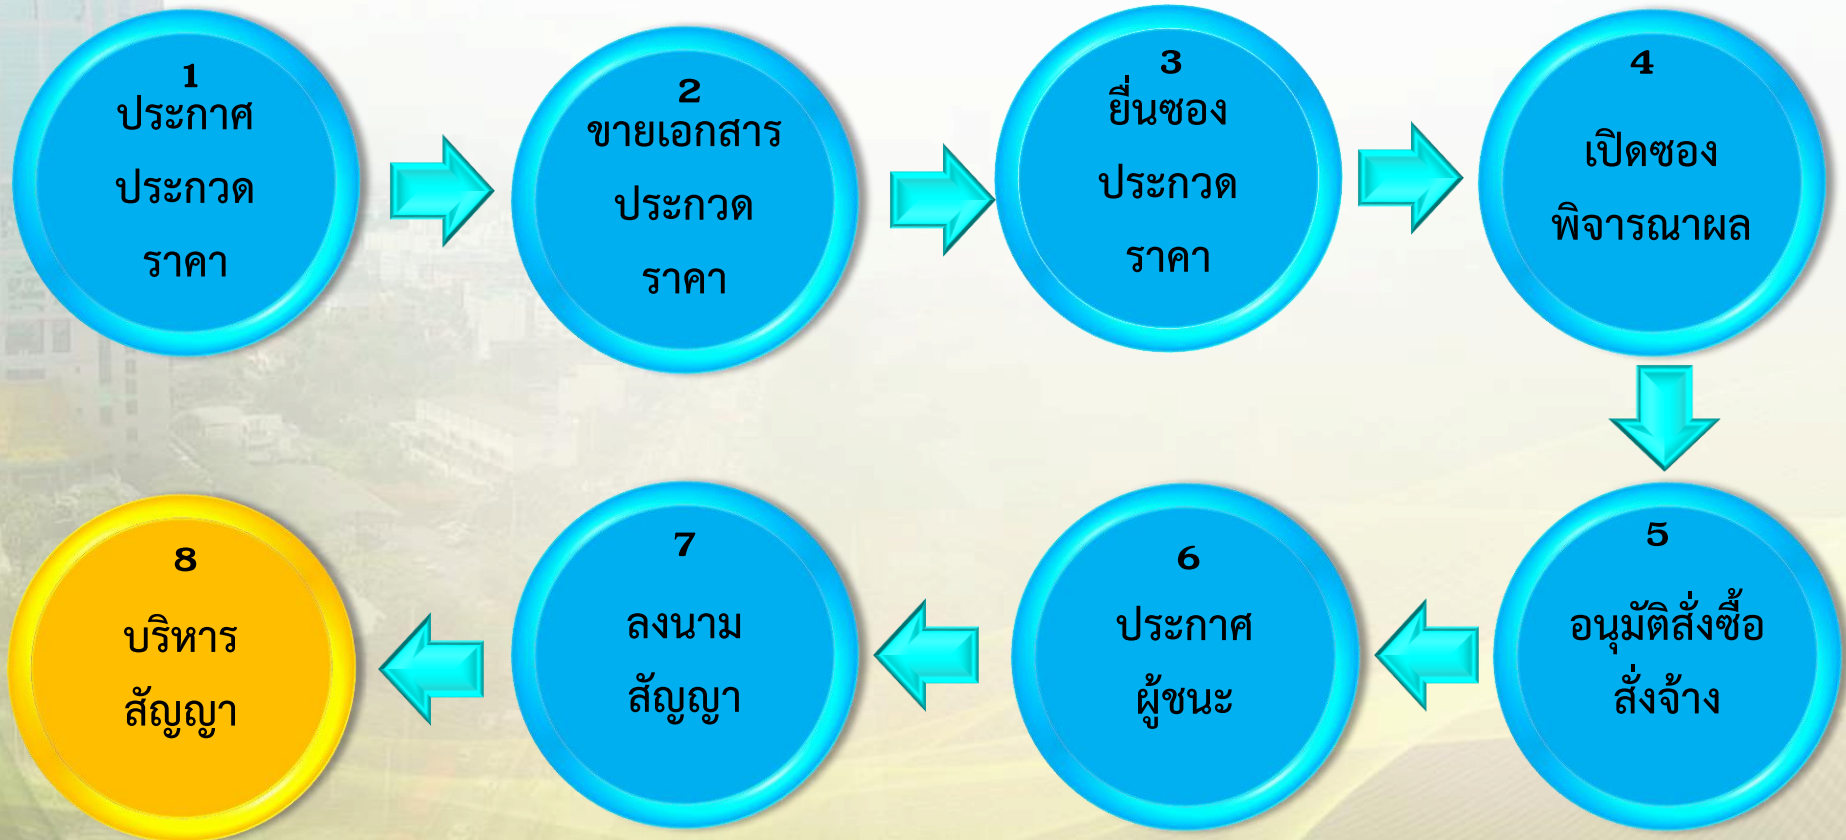 1
ประกาศ
ประกวด
ราคา
2
ขายเอกสาร
ประกวด
ราคา
3
ยื่นซอง
ประกวด
ราคา
4
เปิดซอง
พิจารณาผล
5
อนุมัติสั่งซื้อ
สั่งจ้าง
6
ประกาศ
ผู้ชนะ
7
ลงนาม
สัญญา
8
บริหาร
สัญญา